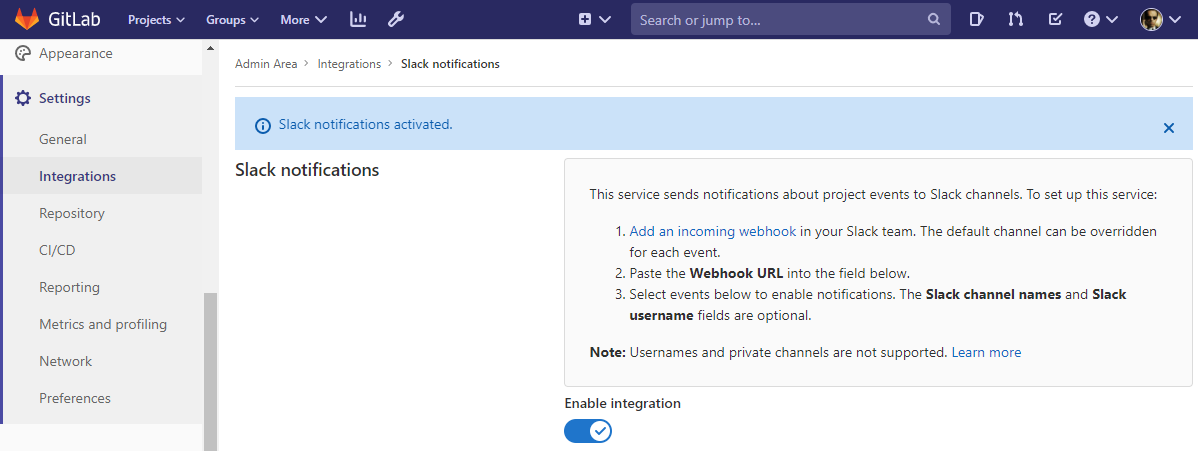 GitLab Projects Groups More Search or jump to...
Appearance
Settings
General
Integrations
Repository
CI/CD
Reporting
Metrics and profiling
Network
Preferences
Admin Area > Integrations > Slack notifications
Slack notifications activated.
Slack notifications
This service sends notifications about project events to Slack channels. To set up this service:
1. Add an incoming webhook in your Slack team. The default channel can be overridden
for each event.
2. Paste the Webhook URL into the field below.
3. Select events below to enable notifications. The Slack channel names and Slack
username fields are optional.
Note: Usernames and private channels are not supported. Learn more
Enable integration